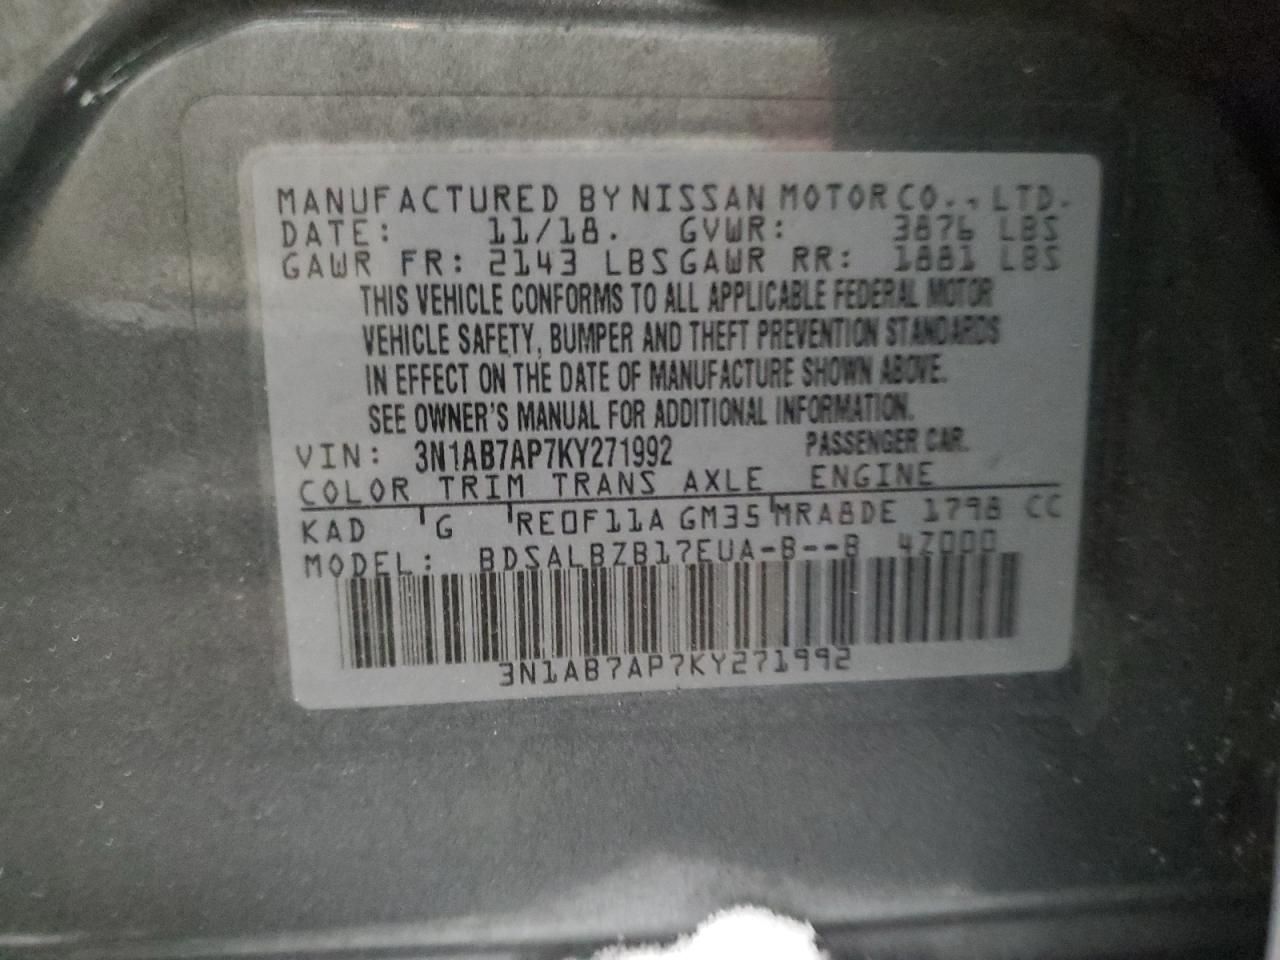 MANUFACTURED BY NISSAN MOTOR CO., LTD.
DATE: 11/18. GVWR: 3876 LBS
GAWR FR: 2143 LBS GAWR RR: 1881 LBS
THIS VEHICLE CONFORMS TO ALL APPLICABLE FEDERAL MOTOR
VEHICLE SAFETY, BUMPER AND THEFT PREVENTION STANDARDS
IN EFFECT ON THE DATE OF MANUFACTURE SHOWN ABOVE.
SEE OWNER'S MANUAL FOR ADDITIONAL INFORMATION.
VIN: 3N1AB7AP7KY271992 PASSENGER CAR.
COLOR TRIM TRANS AXLE ENGINE
KAD G RE0F11A GM35 MRA8DE 1798 CC
MODEL: BDSALBZB17EUA-B--B 4Z000
3N1AB7AP7KY271992